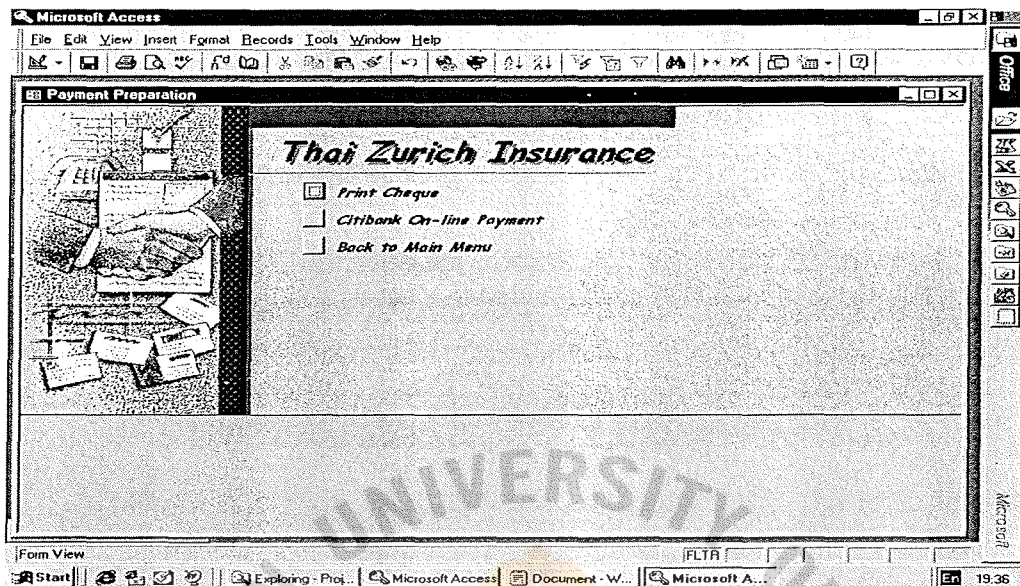 Microsoft Access
File Edit View Insert Format Records Tools Window Help
Office
Payment Preparation
Thai Zurich Insurance
Print Cheque
Citibank On-line Payment
Back to Main Menu
UNIVERSITY
Microsoft
Form View
FLTR
Start Exploring - Proj... Microsoft Access Document - W... Microsoft A... En 19:36